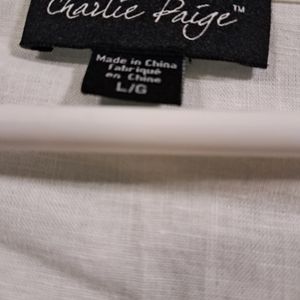 Charlie Paige™
Made in China
Fabriqué
en Chine
L/G